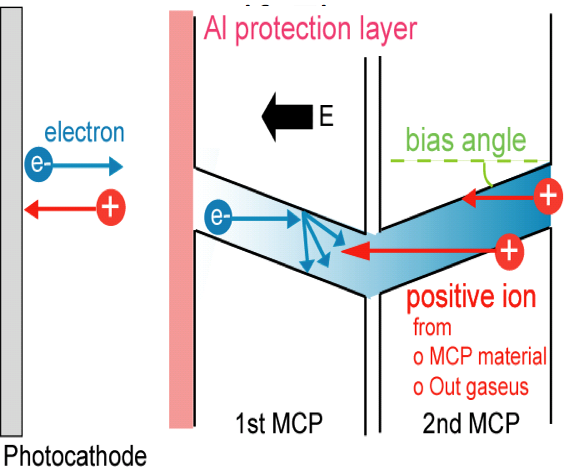 Al protection layer
E
electron
bias angle
e-
+
+
e-
+
positive ion
from
o MCP material
o Out gaseus
1st MCP
2nd MCP
Photocathode